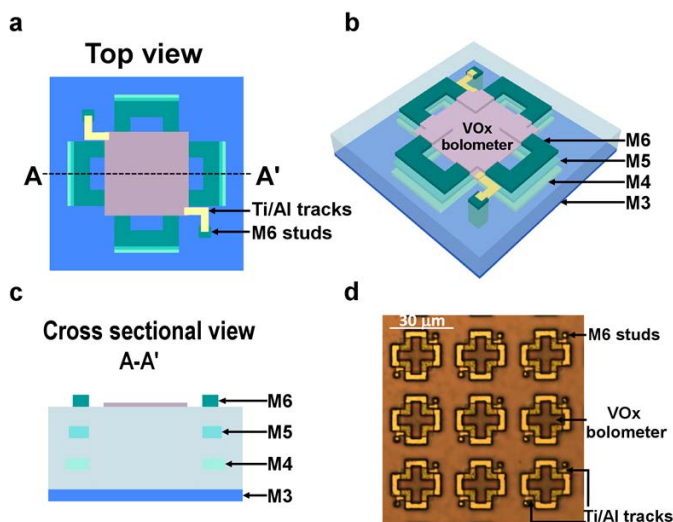 a
Top view
A
A'
Ti/Al tracks
M6 studs
b
VOx
bolometer
M6
M5
M4
M3
c
Cross sectional view
A-A'
M6
M5
M4
M3
d
30 μm
M6 studs
VOx
bolometer
Ti/Al tracks